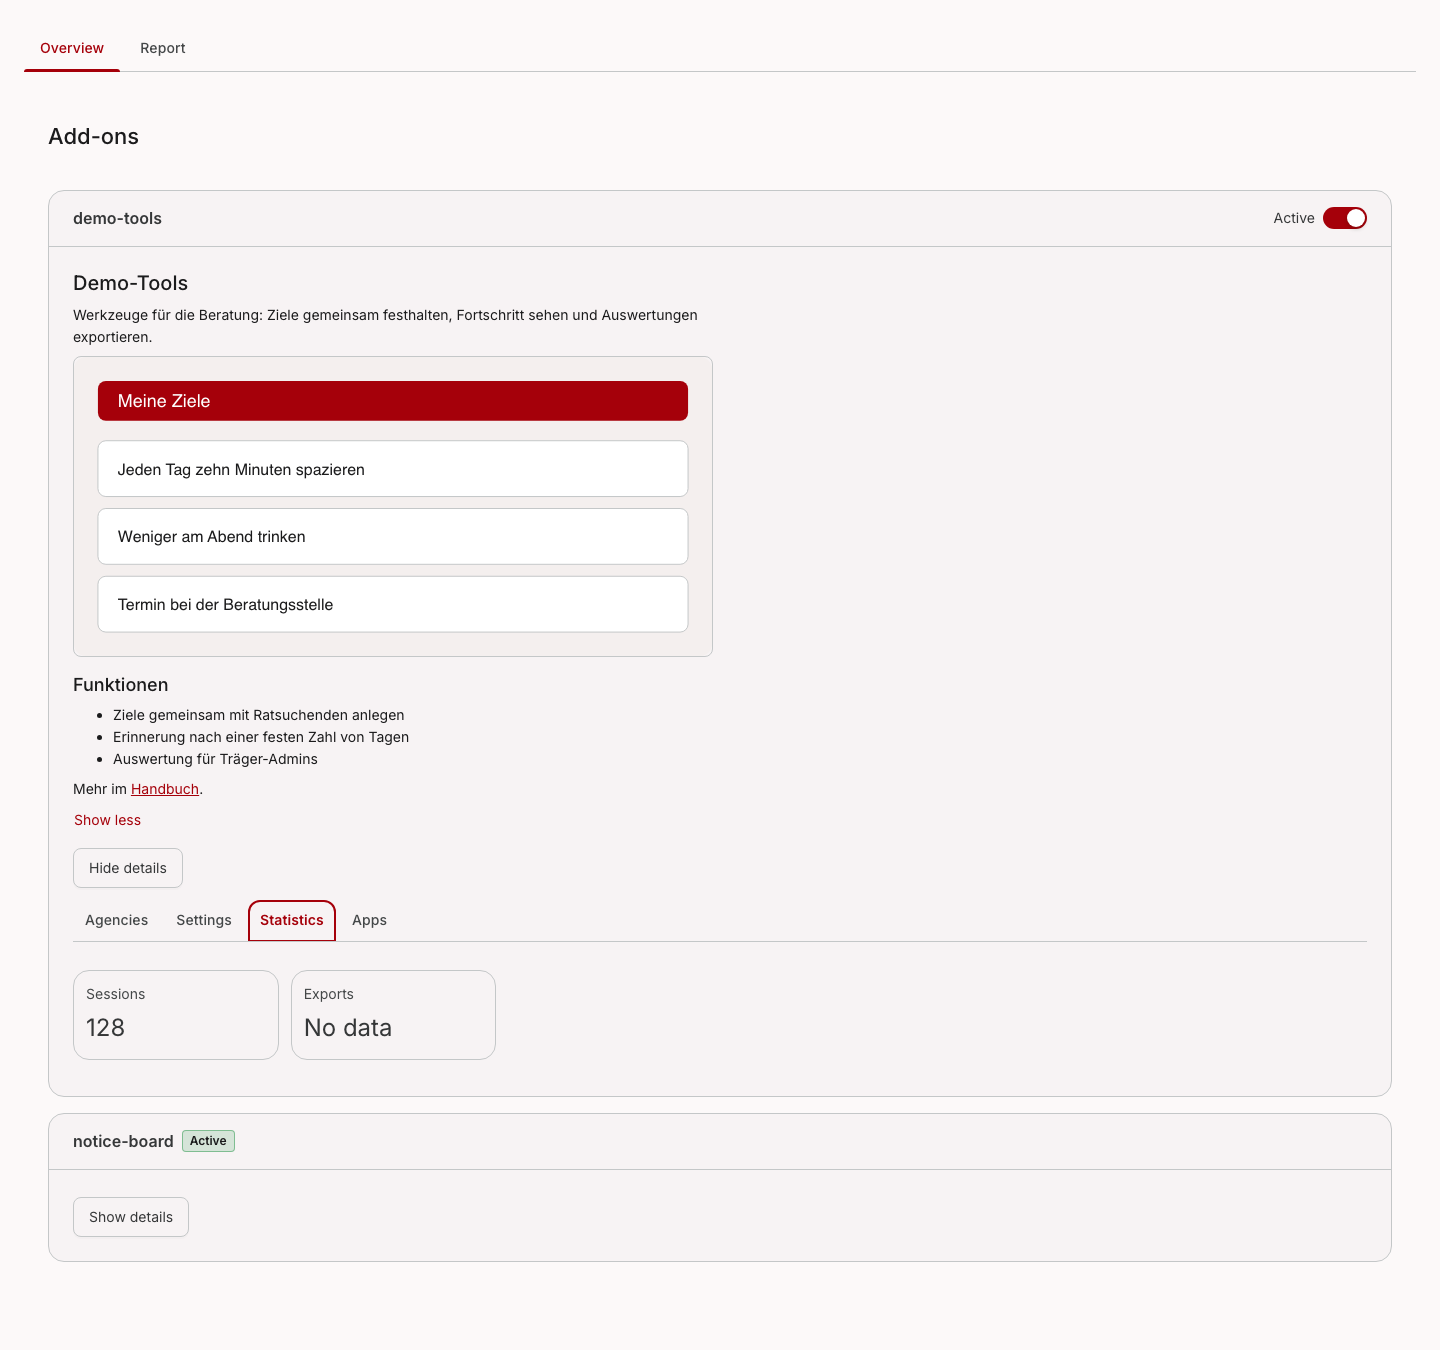 Overview
Report
Add-ons
demo-tools
Active
Demo-Tools
Werkzeuge für die Beratung: Ziele gemeinsam festhalten, Fortschritt sehen und Auswertungen
exportieren.
Meine Ziele
Jeden Tag zehn Minuten spazieren
Weniger am Abend trinken
Termin bei der Beratungsstelle
Funktionen
Ziele gemeinsam mit Ratsuchenden anlegen
Erinnerung nach einer festen Zahl von Tagen
Auswertung für Träger-Admins
Mehr im Handbuch.
Show less
Hide details
Agencies
Settings
Statistics
Apps
Sessions
128
Exports
No data
notice-board
Active
Show details